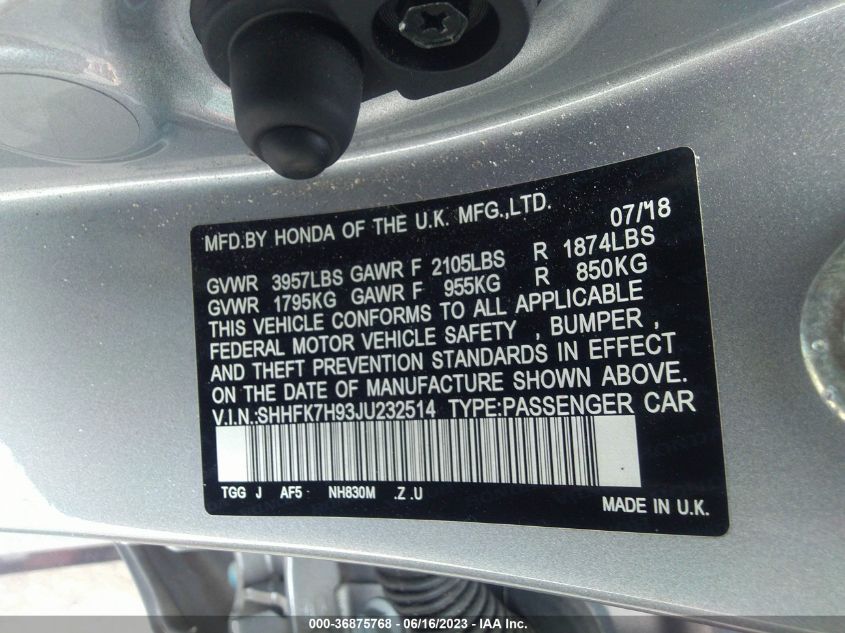 MFD.BY HONDA OF THE U.K. MFG.,LTD. 07/18
GVWR 3957LBS GAWR F 2105LBS R 1874LBS
GVWR 1795KG GAWR F 955KG R 850KG
THIS VEHICLE CONFORMS TO ALL APPLICABLE
FEDERAL MOTOR VEHICLE SAFETY , BUMPER ,
AND THEFT PREVENTION STANDARDS IN EFFECT
ON THE DATE OF MANUFACTURE SHOWN ABOVE.
V.I.N.:SHHFK7H93JU232514 TYPE:PASSENGER CAR
TGG J AF5 NH830M .Z .U
MADE IN U.K.
000-36875768 - 06/16/2023 - IAA Inc.